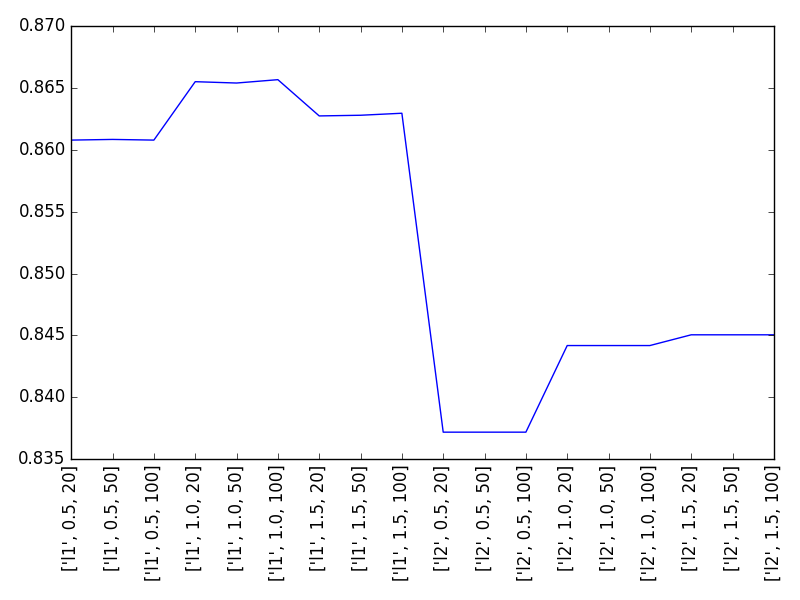 0.870
0.865
0.860
0.855
0.850
0.845
0.840
0.835
['l1', 0.5, 20]
['l1', 0.5, 50]
['l1', 0.5, 100]
['l1', 1.0, 20]
['l1', 1.0, 50]
['l1', 1.0, 100]
['l1', 1.5, 20]
['l1', 1.5, 50]
['l1', 1.5, 100]
['l2', 0.5, 20]
['l2', 0.5, 50]
['l2', 0.5, 100]
['l2', 1.0, 20]
['l2', 1.0, 50]
['l2', 1.0, 100]
['l2', 1.5, 20]
['l2', 1.5, 50]
['l2', 1.5, 100]